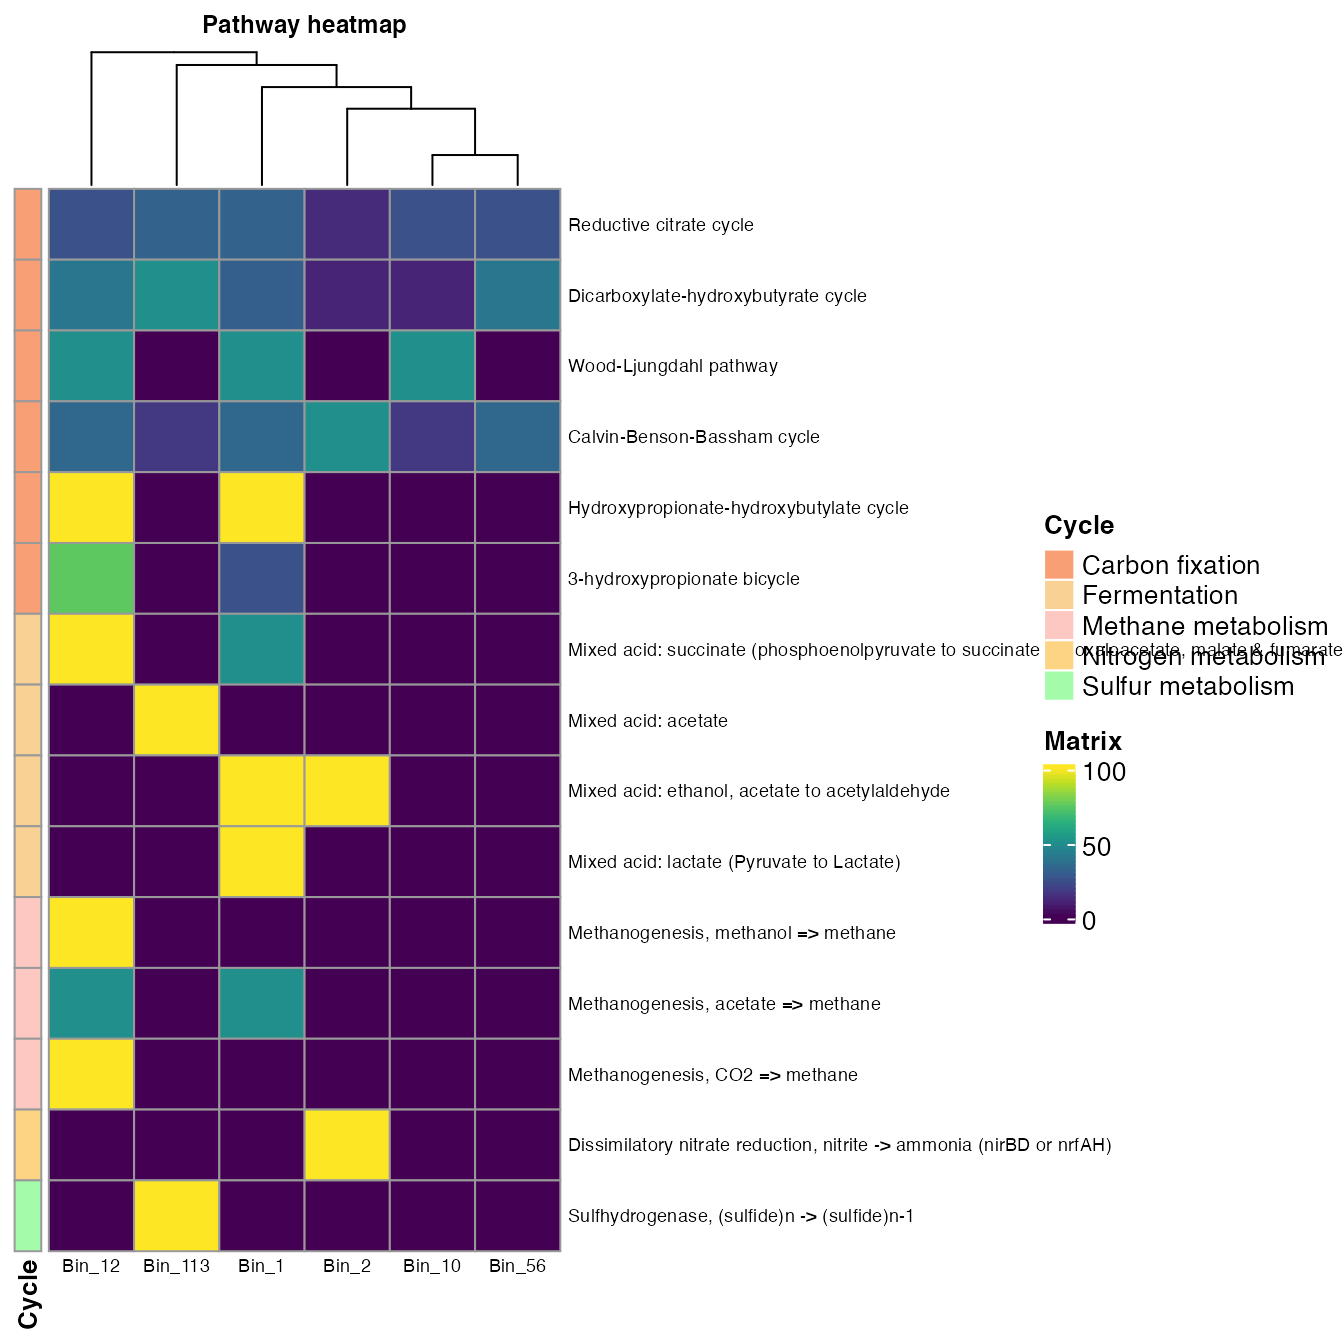 Pathway heatmap
Reductive citrate cycle
Dicarboxylate-hydroxybutyrate cycle
Wood-Ljungdahl pathway
Calvin-Benson-Bassham cycle
Hydroxypropionate-hydroxybutylate cycle
3-hydroxypropionate bicycle
Mixed acid: succinate (phosphoenolpyruvate to succinate oxaloacetate, malate & fumarate
Mixed acid: acetate
Mixed acid: ethanol, acetate to acetylaldehyde
Mixed acid: lactate (Pyruvate to Lactate)
Methanogenesis, methanol => methane
Methanogenesis, acetate => methane
Methanogenesis, CO2 => methane
Dissimilatory nitrate reduction, nitrite -> ammonia (nirBD or nrfAH)
Sulfhydrogenase, (sulfide)n -> (sulfide)n-1
Bin_12 Bin_113 Bin_1 Bin_2 Bin_10 Bin_56
Cycle
Cycle
Carbon fixation
Fermentation
Methane metabolism
Nitrogen metabolism
Sulfur metabolism
Matrix
100
50
0